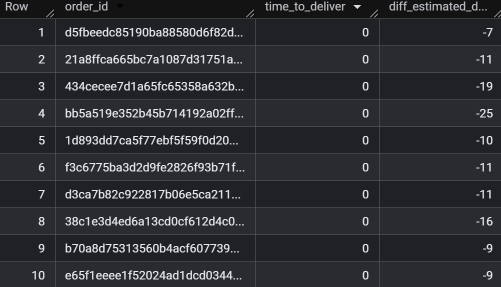 Row order_id time_to_deliver diff_estimated_d...
1 d5fbeedc85190ba88580d6f82d... 0 -7
2 21a8ffca665bc7a1087d31751a... 0 -11
3 434cecee7d1a65fc65358a632b... 0 -19
4 bb5a519e352b45b714192a02ff... 0 -25
5 1d893dd7ca5f77ebf5f59f0d20... 0 -10
6 f3c6775ba3d2d9fe2826f93b71f... 0 -11
7 d3ca7b82c922817b06e5ca211... 0 -11
8 38c1e3d4ed6a13cd0cf612d4c0... 0 -16
9 b70a8d75313560b4acf607739... 0 -9
10 e65f1eeee1f52024ad1dcd0344... 0 -9